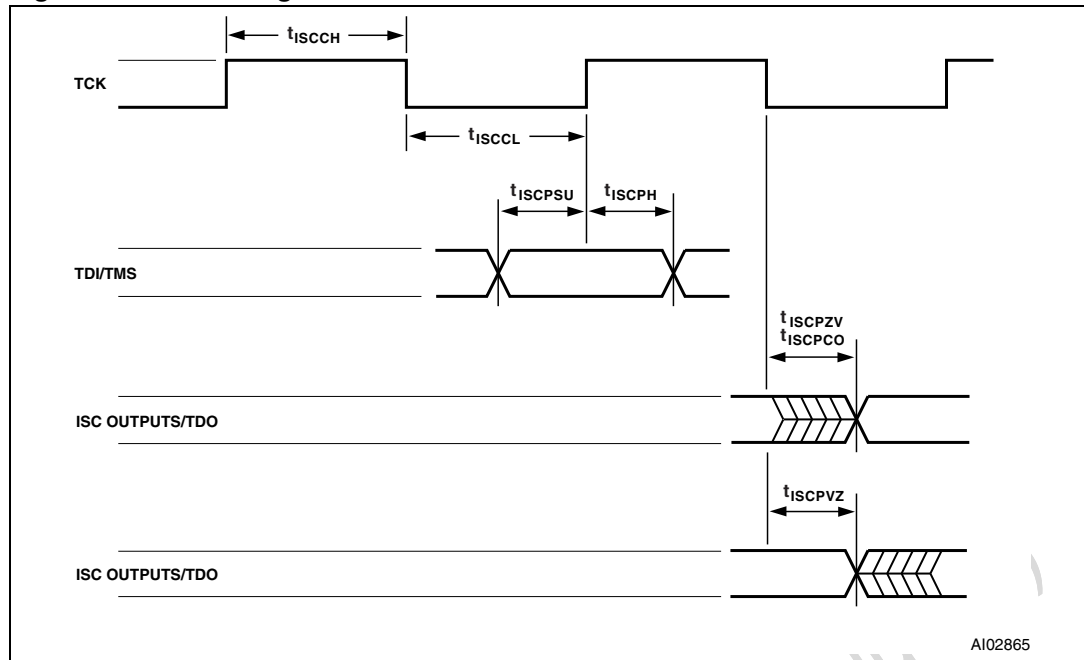 tISCCH
TCK
tISCCL
tISCPSU
tISCPH
TDI/TMS
tISCPZV
tISCPCO
ISC OUTPUTS/TDO
tISCPVZ
ISC OUTPUTS/TDO
AI02865